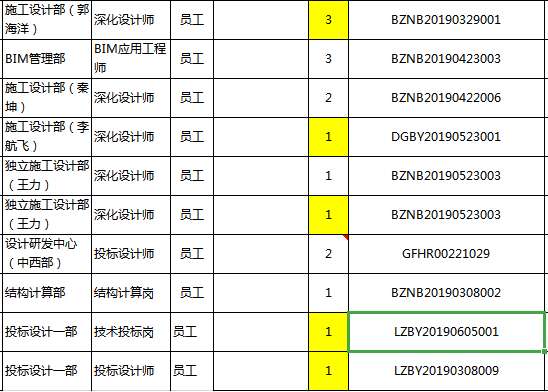 施工设计部（郭
海洋）
深化设计师
员工
3
BZNB20190329001
BIM管理部
BIM应用工程
师
员工
3
BZNB20190423003
施工设计部（秦
坤）
深化设计师
员工
2
BZNB20190422006
施工设计部（李
航飞）
深化设计师
员工
1
DGBY20190523001
独立施工设计部
（王力）
深化设计师
员工
1
BZNB20190523003
独立施工设计部
（王力）
深化设计师
员工
1
BZNB20190523003
设计研发中心
（中西部）
投标设计师
员工
2
GFHR00221029
结构计算部
结构计算岗
员工
1
BZNB20190308002
投标设计一部
技术投标岗
员工
1
LZBY20190605001
投标设计一部
投标设计师
员工
1
LZBY20190308009